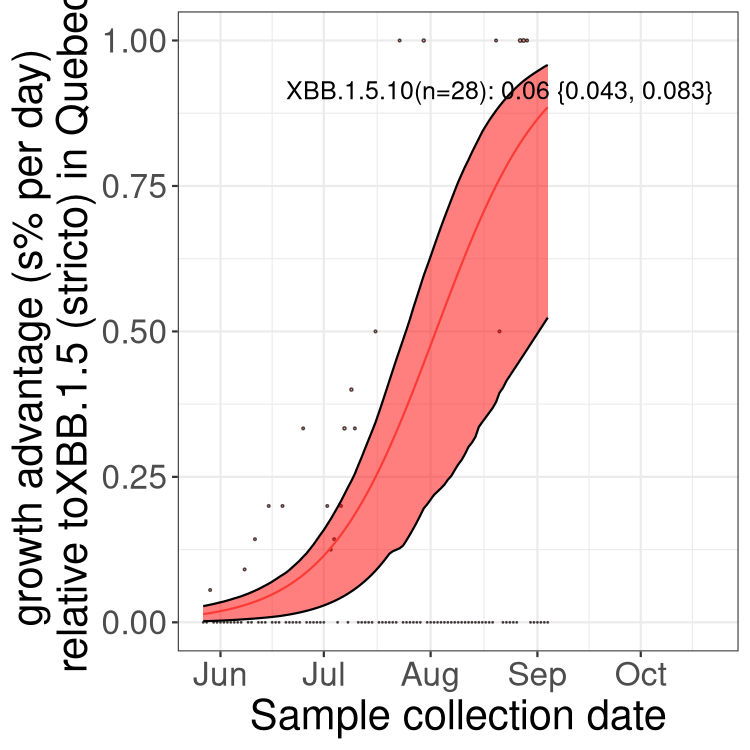 growth advantage (s% per day)
relative toXBB.1.5 (stricto) in Quebec
1.00
0.75
0.50
0.25
0.00
XBB.1.5.10(n=28): 0.06 {0.043, 0.083}
Jun Jul Aug Sep Oct
Sample collection date